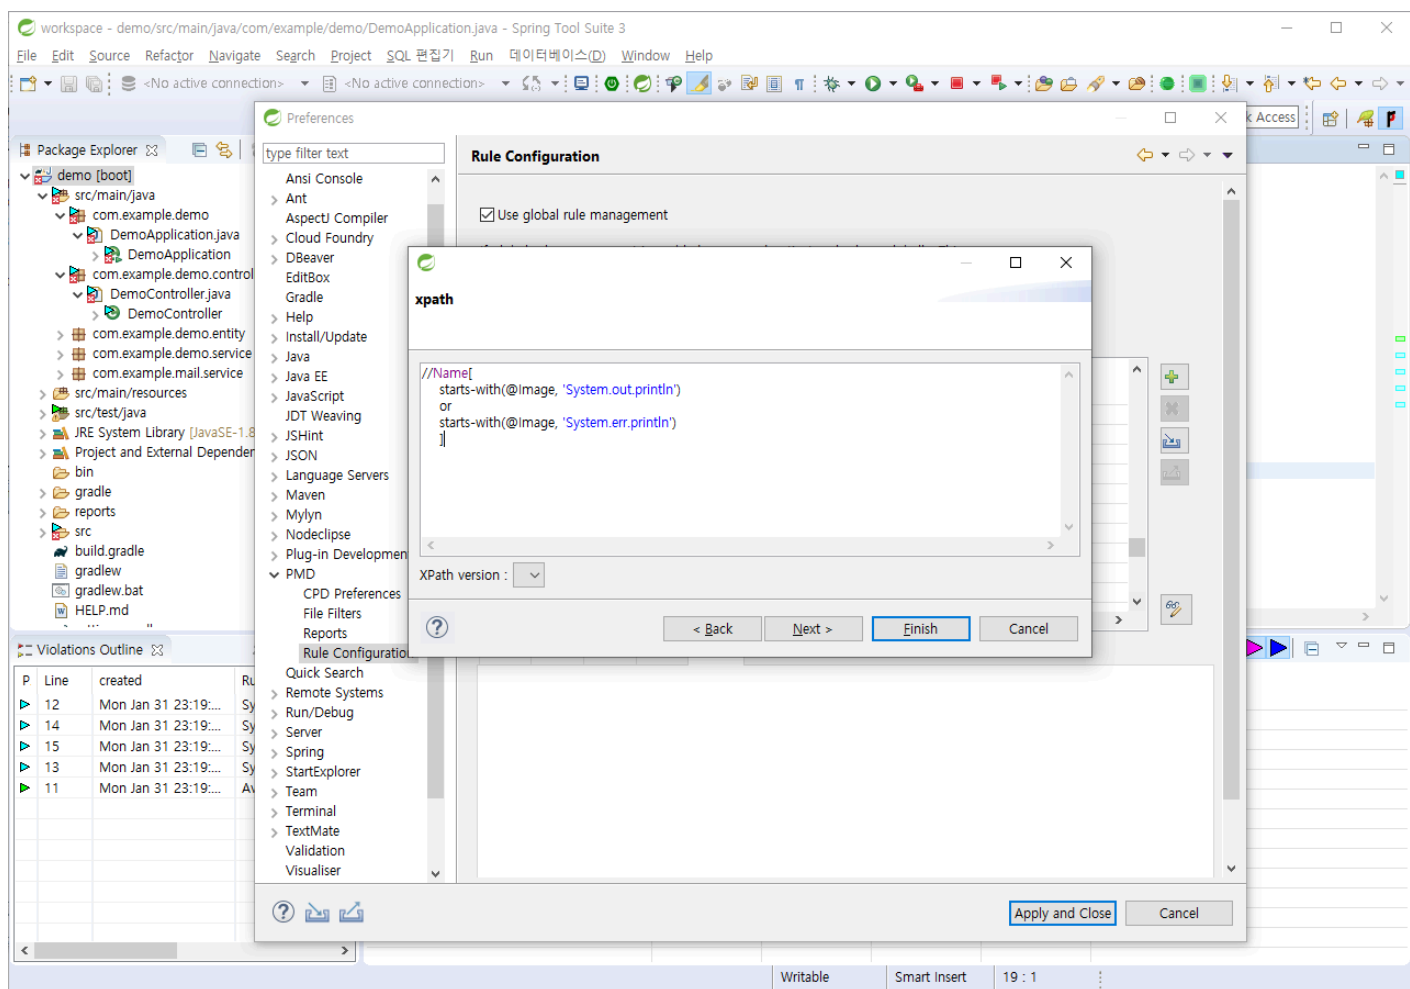 workspace - demo/src/main/java/com/example/demo/DemoApplication.java - Spring Tool Suite 3
File Edit Source Refactor Navigate Search Project SQL 편집기 Run 데이터베이스(D) Window Help
<No active connection> <No active connection>
Access
Package Explorer
demo [boot]
src/main/java
com.example.demo
DemoApplication.java
DemoApplication
com.example.demo.control
DemoController.java
DemoController
com.example.demo.entity
com.example.demo.service
com.example.mail.service
src/main/resources
src/test/java
JRE System Library [JavaSE-1.8
Project and External Depender
bin
gradle
reports
src
build.gradle
gradlew
gradlew.bat
HELP.md
Violations Outline
P Line created Ru
12 Mon Jan 31 23:19:... Sy
14 Mon Jan 31 23:19:... Sy
15 Mon Jan 31 23:19:... Sy
13 Mon Jan 31 23:19:... Sy
11 Mon Jan 31 23:19:... Av
Preferences
type filter text
Ansi Console
Ant
AspectJ Compiler
Cloud Foundry
DBeaver
EditBox
Gradle
Help
Install/Update
Java
Java EE
JavaScript
JDT Weaving
JSHint
JSON
Language Servers
Maven
Mylyn
Nodeclipse
Plug-in Developmen
PMD
CPD Preferences
File Filters
Reports
Rule Configuratio
Quick Search
Remote Systems
Run/Debug
Server
Spring
StartExplorer
Team
Terminal
TextMate
Validation
Visualiser
Rule Configuration
Use global rule management
xpath
//Name[
starts-with(@Image, 'System.out.println')
or
starts-with(@Image, 'System.err.println')
]
XPath version :
< Back Next > Finish Cancel
Apply and Close Cancel
Writable Smart Insert 19 : 1